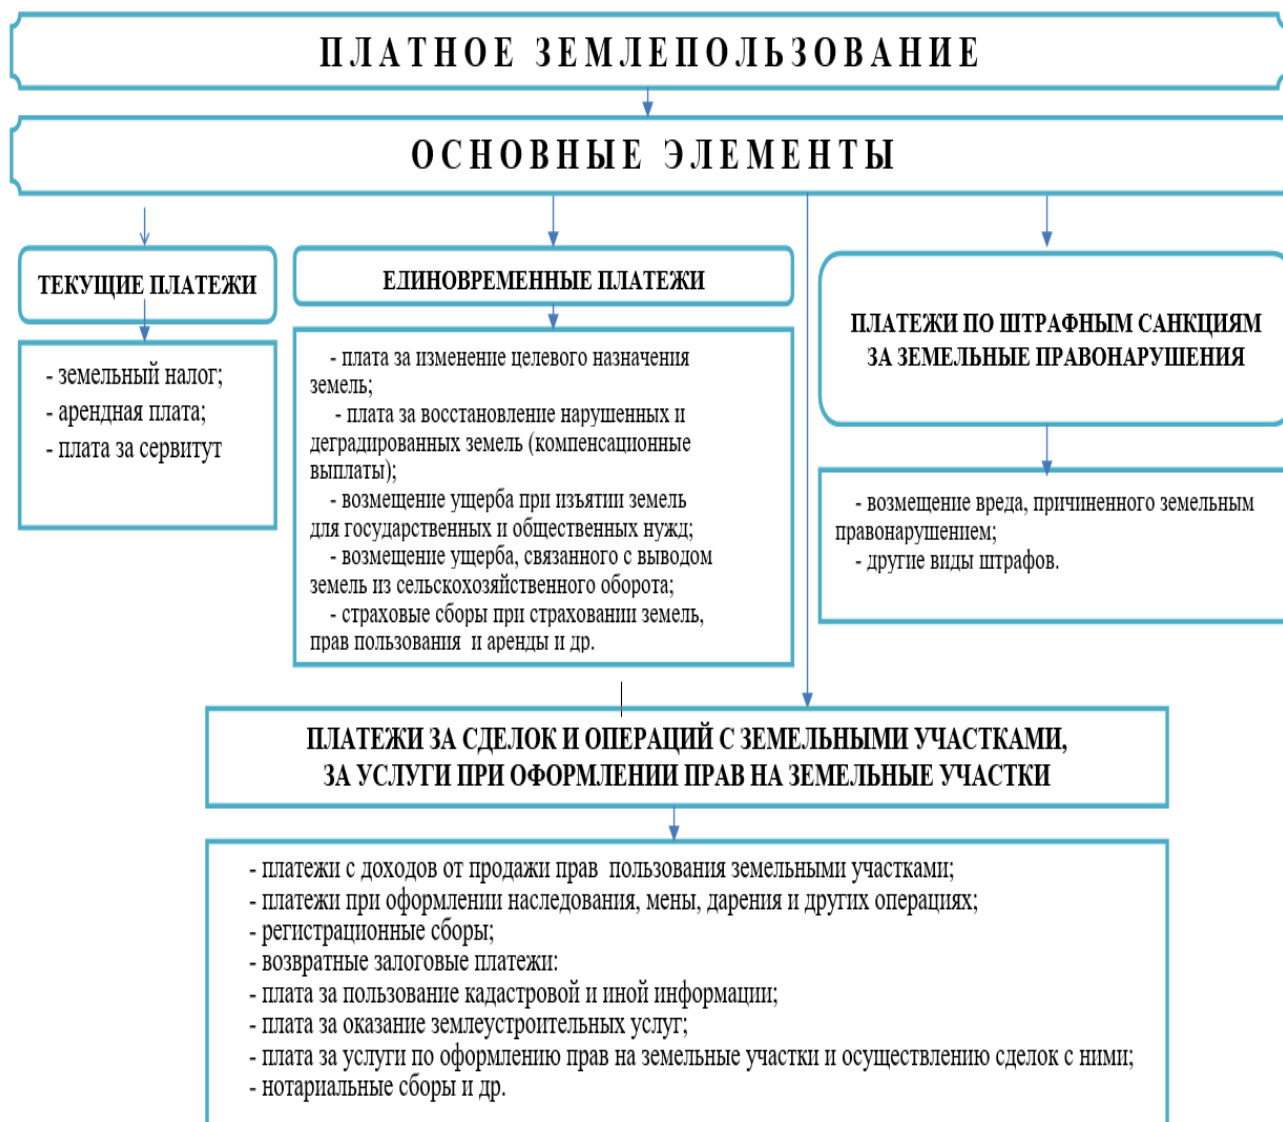 ПЛАТНОЕ ЗЕМЛЕПОЛЬЗОВАНИЕ
ОСНОВНЫЕ ЭЛЕМЕНТЫ
ТЕКУЩИЕ ПЛАТЕЖИ
- земельный налог;
- арендная плата;
- плата за сервитут
ЕДИНОВРЕМЕННЫЕ ПЛАТЕЖИ
- плата за изменение целевого назначения
земель;
- плата за восстановление нарушенных и
деградированных земель (компенсационные
выплаты);
- возмещение ущерба при изъятии земель
для государственных и общественных нужд;
- возмещение ущерба, связанного с выводом
земель из сельскохозяйственного оборота;
- страховые сборы при страховании земель,
прав пользования и аренды и др.
ПЛАТЕЖИ ПО ШТРАФНЫМ САНКЦИЯМ
ЗА ЗЕМЕЛЬНЫЕ ПРАВОНАРУШЕНИЯ
- возмещение вреда, причиненного земельным
правонарушением;
- другие виды штрафов.
ПЛАТЕЖИ ЗА СДЕЛОК И ОПЕРАЦИЙ С ЗЕМЕЛЬНЫМИ УЧАСТКАМИ,
ЗА УСЛУГИ ПРИ ОФОРМЛЕНИИ ПРАВ НА ЗЕМЕЛЬНЫЕ УЧАСТКИ
- платежи с доходов от продажи прав пользования земельными участками;
- платежи при оформлении наследования, мены, дарения и других операциях;
- регистрационные сборы;
- возвратные залоговые платежи:
- плата за пользование кадастровой и иной информации;
- плата за оказание землеустроительных услуг;
- плата за услуги по оформлению прав на земельные участки и осуществлению сделок с ними;
- нотариальные сборы и др.